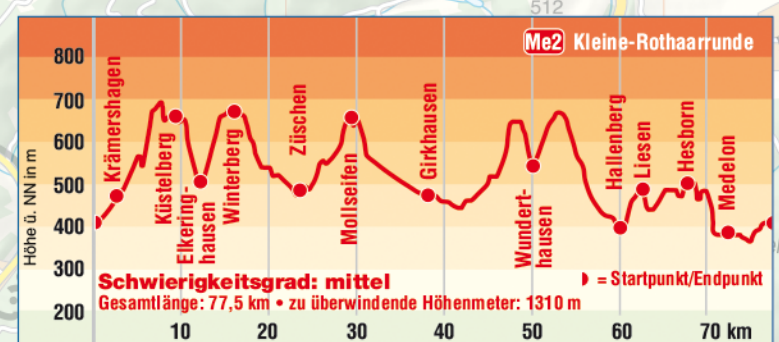 512
Me2 Kleine-Rothaarrunde
Höhe ü. NN in m
800
700
600
500
400
300
200
Krämershagen
Küstelberg
Elkering-
hausen
Winterberg
Züschen
Mollseifen
Girkhausen
Wundert-
hausen
Hallenberg
Liesen
Hesborn
Medelon
Schwierigkeitsgrad: mittel
= Startpunkt/Endpunkt
Gesamtlänge: 77,5 km • zu überwindende Höhenmeter: 1310 m
10 20 30 40 50 60 70 km